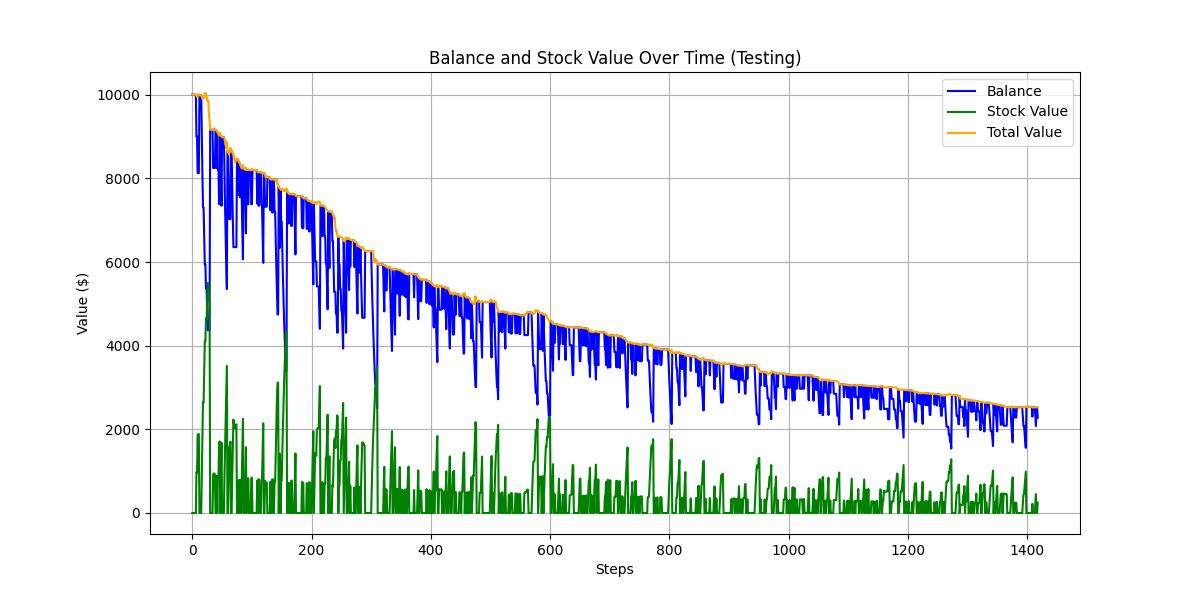 Balance and Stock Value Over Time (Testing)
Balance
Stock Value
Total Value
Value ($)
10000
8000
6000
4000
2000
0
0 200 400 600 800 1000 1200 1400
Steps